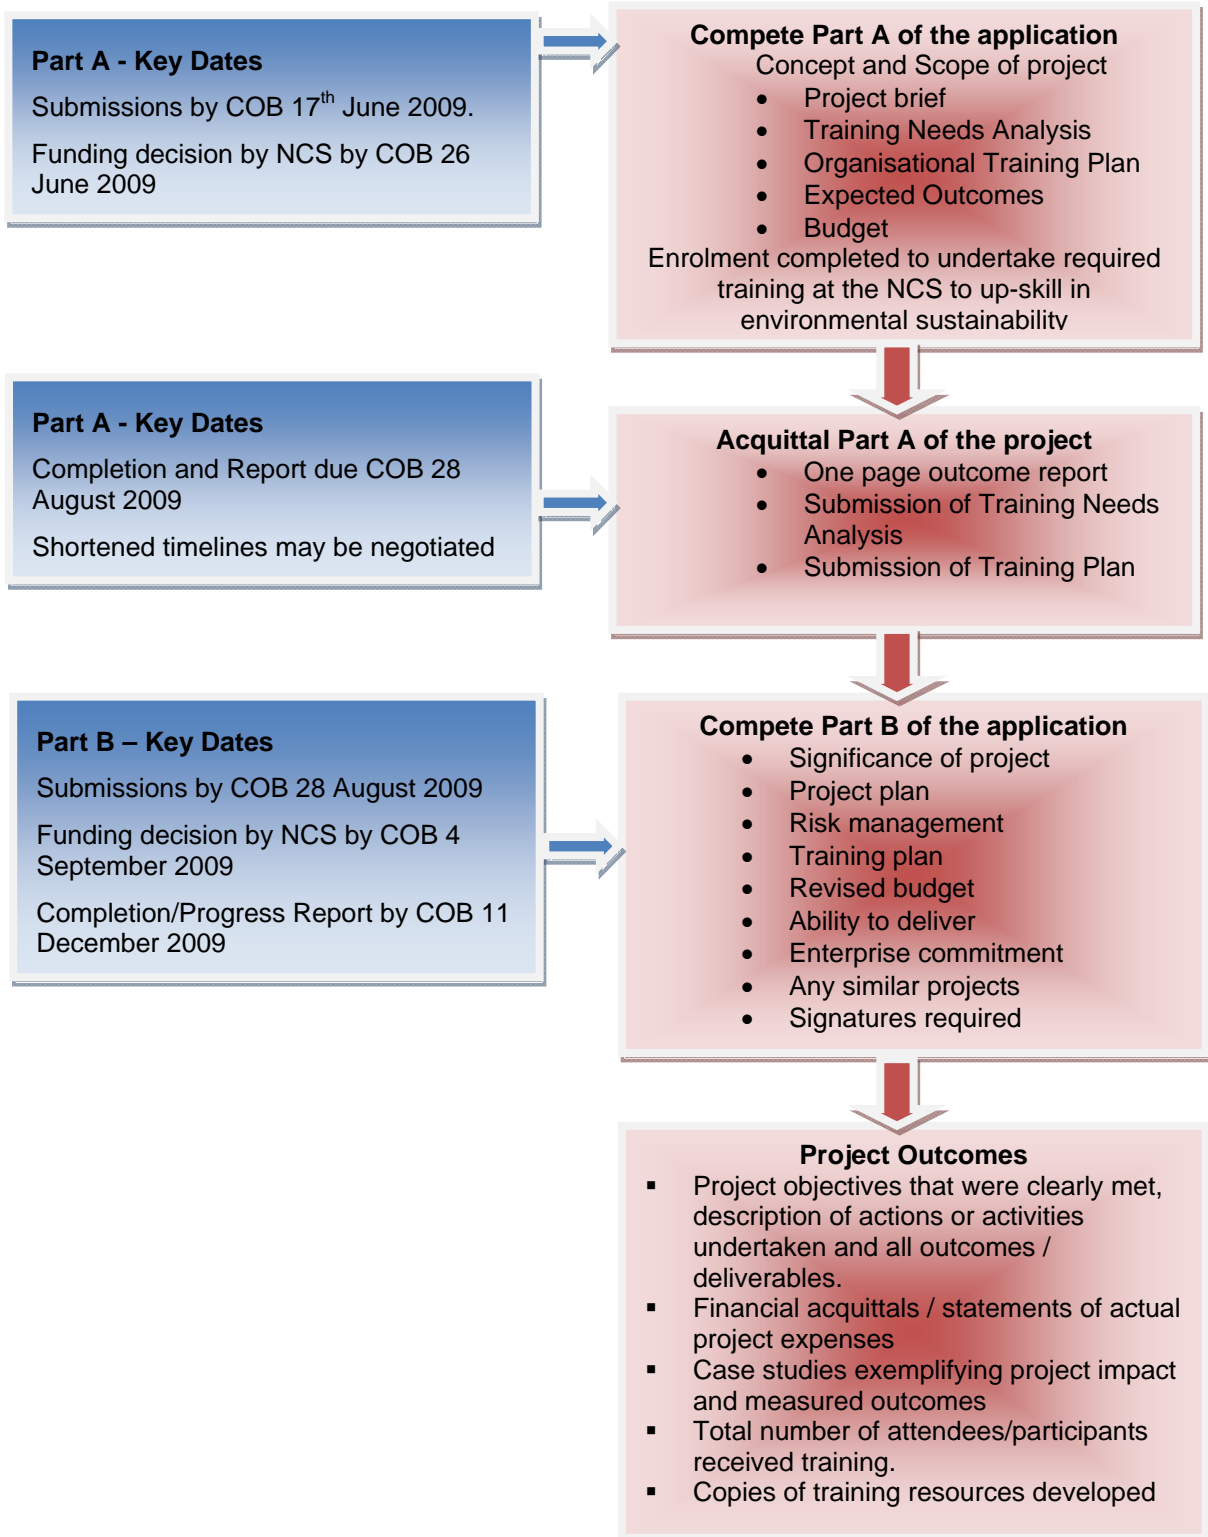 Part A - Key Dates
Submissions by COB 17th June 2009.
Funding decision by NCS by COB 26
June 2009
Compete Part A of the application
Concept and Scope of project
• Project brief
• Training Needs Analysis
• Organisational Training Plan
• Expected Outcomes
• Budget
Enrolment completed to undertake required
training at the NCS to up-skill in
environmental sustainability
Part A - Key Dates
Completion and Report due COB 28
August 2009
Shortened timelines may be negotiated
Acquittal Part A of the project
• One page outcome report
• Submission of Training Needs
Analysis
• Submission of Training Plan
Part B – Key Dates
Submissions by COB 28 August 2009
Funding decision by NCS by COB 4
September 2009
Completion/Progress Report by COB 11
December 2009
Compete Part B of the application
• Significance of project
• Project plan
• Risk management
• Training plan
• Revised budget
• Ability to deliver
• Enterprise commitment
• Any similar projects
• Signatures required
Project Outcomes
▪ Project objectives that were clearly met,
description of actions or activities
undertaken and all outcomes /
deliverables.
▪ Financial acquittals / statements of actual
project expenses
▪ Case studies exemplifying project impact
and measured outcomes
▪ Total number of attendees/participants
received training.
▪ Copies of training resources developed